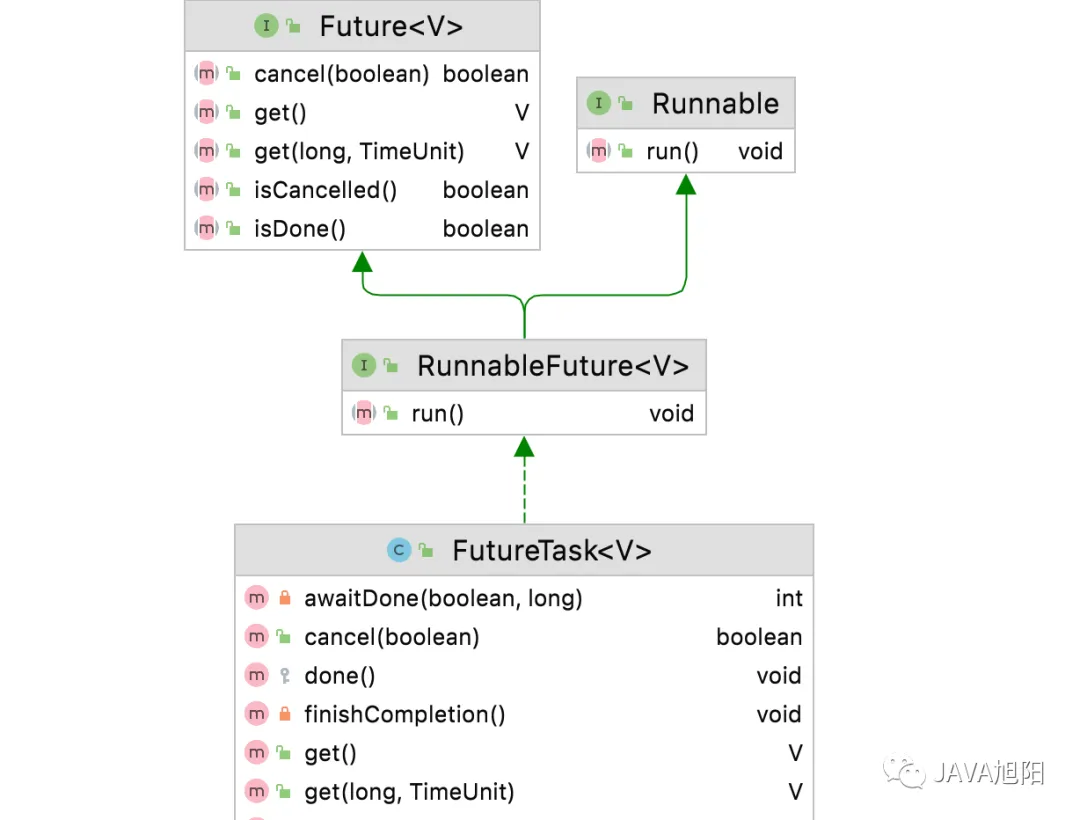 Future<V>
cancel(boolean) boolean
get() V
get(long, TimeUnit) V
isCancelled() boolean
isDone() boolean
Runnable
run() void
RunnableFuture<V>
run() void
FutureTask<V>
awaitDone(boolean, long) int
cancel(boolean) boolean
done() void
finishCompletion() void
get() V
get(long, TimeUnit) V
JAVA旭阳